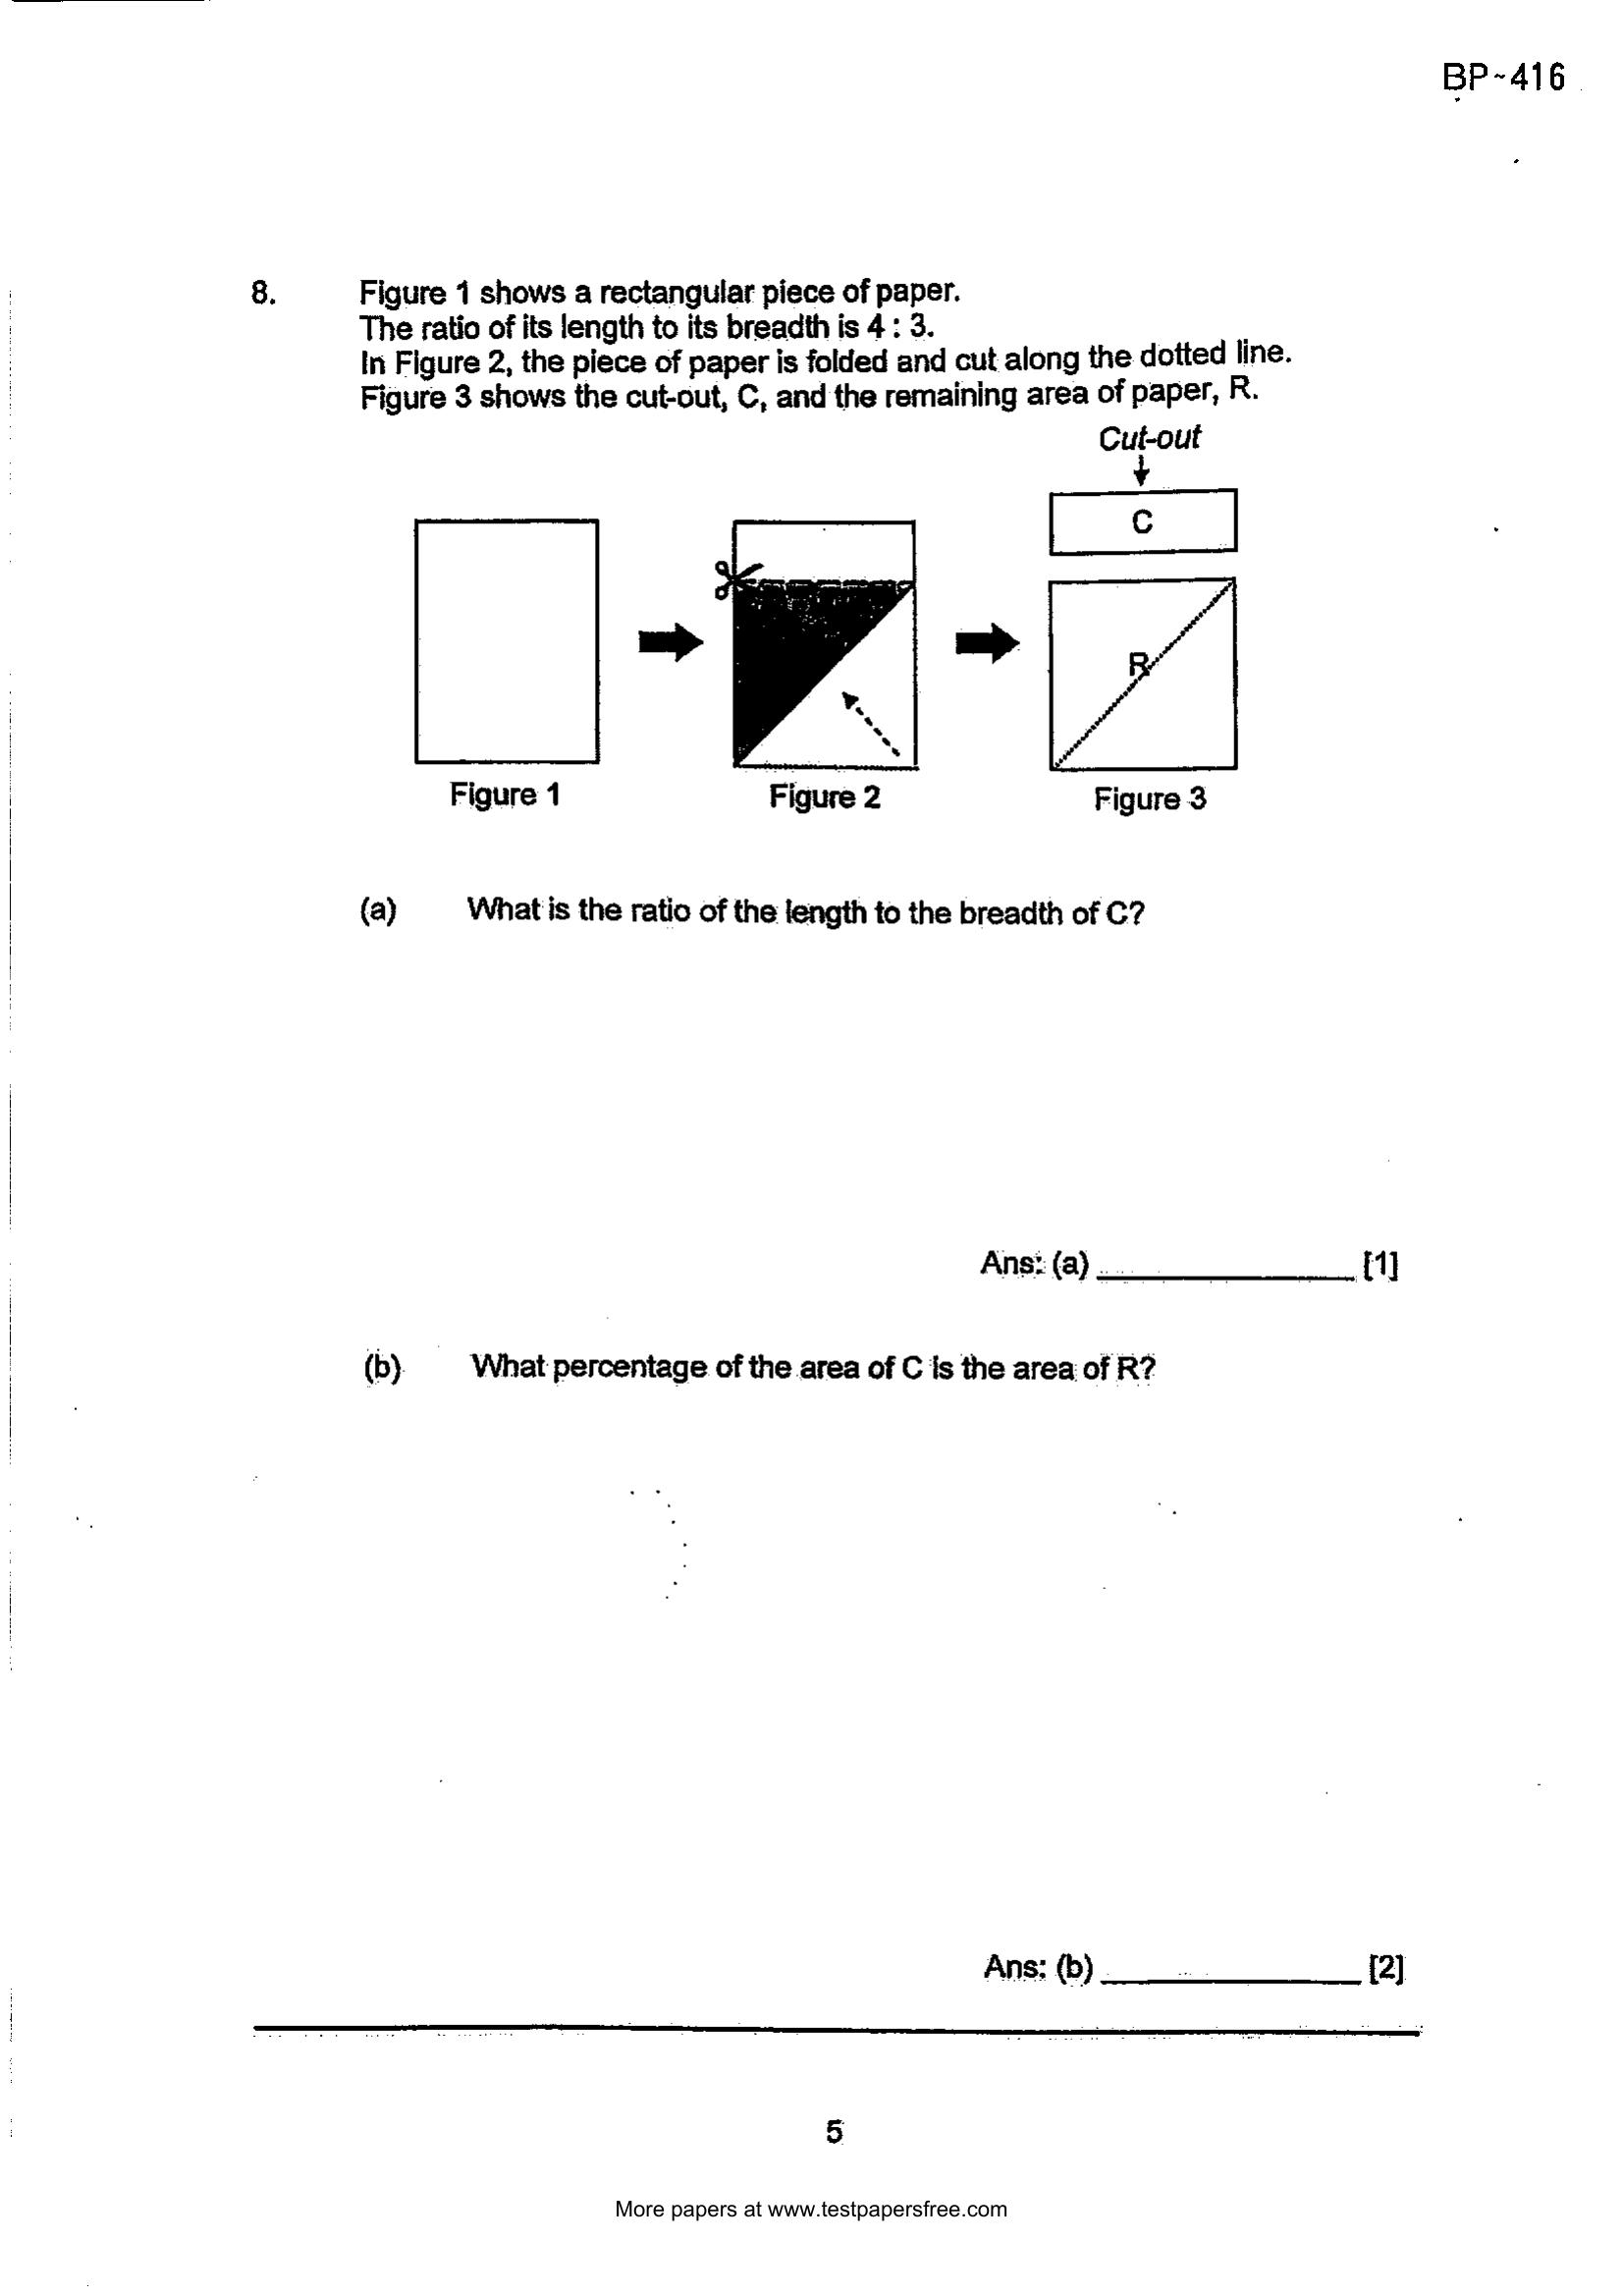 BP~416
8. Figure 1 shows a rectangular piece of paper.
The ratio of its length to its breadth is 4 : 3.
In Figure 2, the piece of paper is folded and cut along the dotted line.
Figure 3 shows the cut-out, C, and the remaining area of paper, R.
Cut-out
C
R
Figure 1
Figure 2
Figure 3
(a) What is the ratio of the length to the breadth of C?
Ans: (a) ______________ [1]
(b) What percentage of the area of C is the area of R?
Ans: (b) ______________ [2]
5
More papers at www.testpapersfree.com